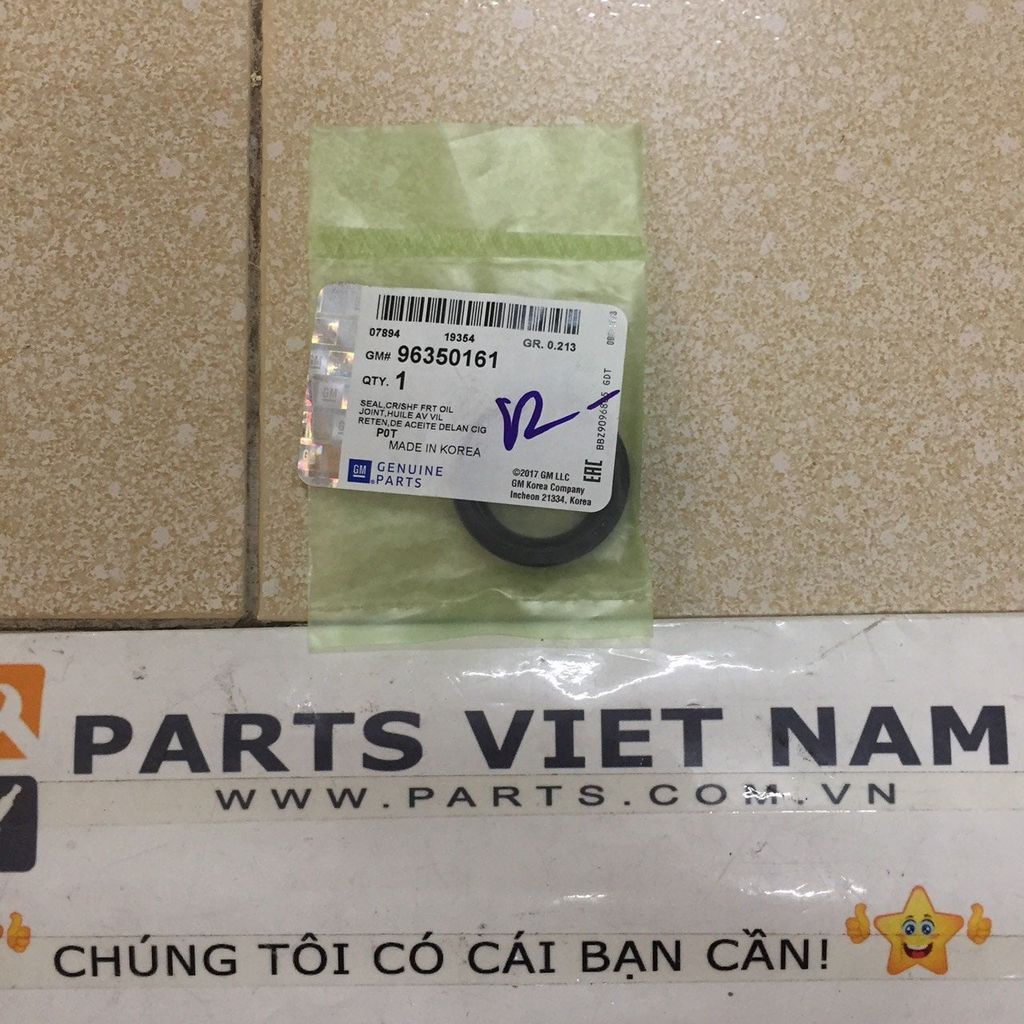 07894 19354 GR. 0.213
GM# 96350161
QTY. 1
SEAL,CR/SHF FRT OIL
JOINT,HUILE AV VIL
RETEN,DE ACEITE DELAN CIG
P0T
MADE IN KOREA
GM GENUINE
PARTS
©2017 GM LLC
GM Korea Company
Incheon 21334, Korea
EAC
GDT
PARTS VIET NAM
WWW.PARTS.COM.VN
CHÚNG TÔI CÓ CÁI BẠN CẦN!